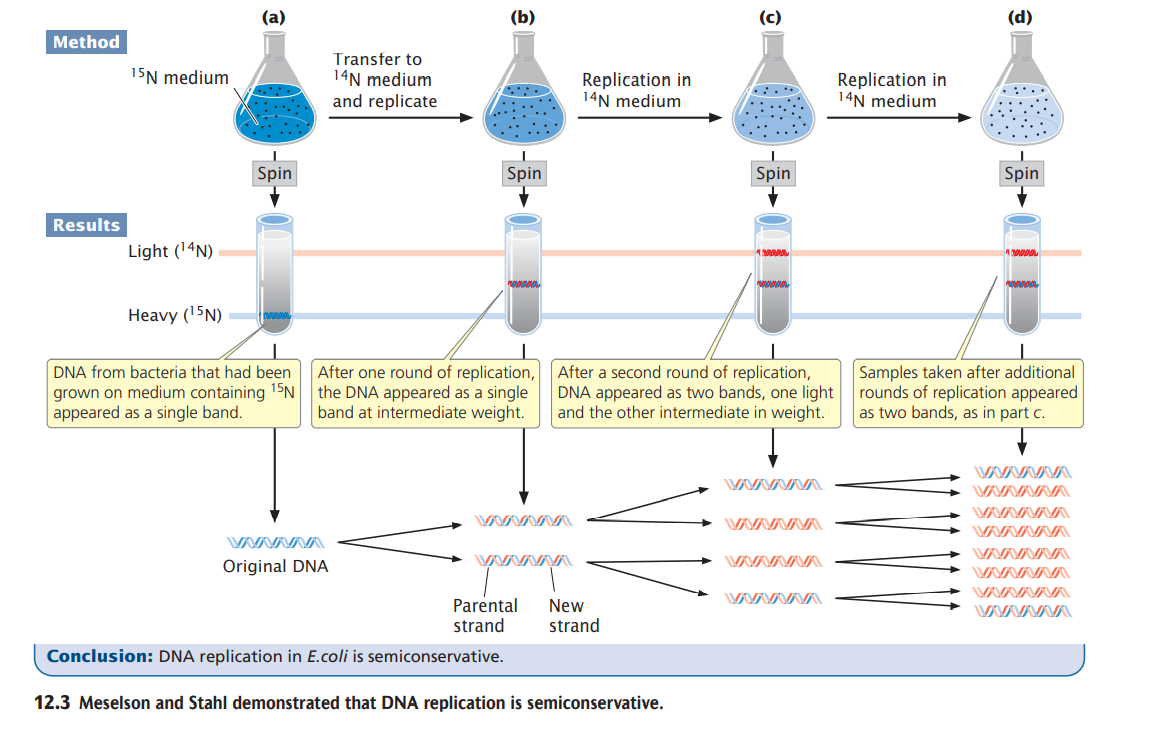 (a) (b) (c) (d)
Method
¹⁵N medium
Transfer to
¹⁴N medium
and replicate
Replication in
¹⁴N medium
Replication in
¹⁴N medium
Spin Spin Spin Spin
Results
Light (¹⁴N)
Heavy (¹⁵N)
DNA from bacteria that had been
grown on medium containing ¹⁵N
appeared as a single band.
After one round of replication,
the DNA appeared as a single
band at intermediate weight.
After a second round of replication,
DNA appeared as two bands, one light
and the other intermediate in weight.
Samples taken after additional
rounds of replication appeared
as two bands, as in part c.
Original DNA
Parental
strand
New
strand
Conclusion: DNA replication in E.coli is semiconservative.
12.3 Meselson and Stahl demonstrated that DNA replication is semiconservative.